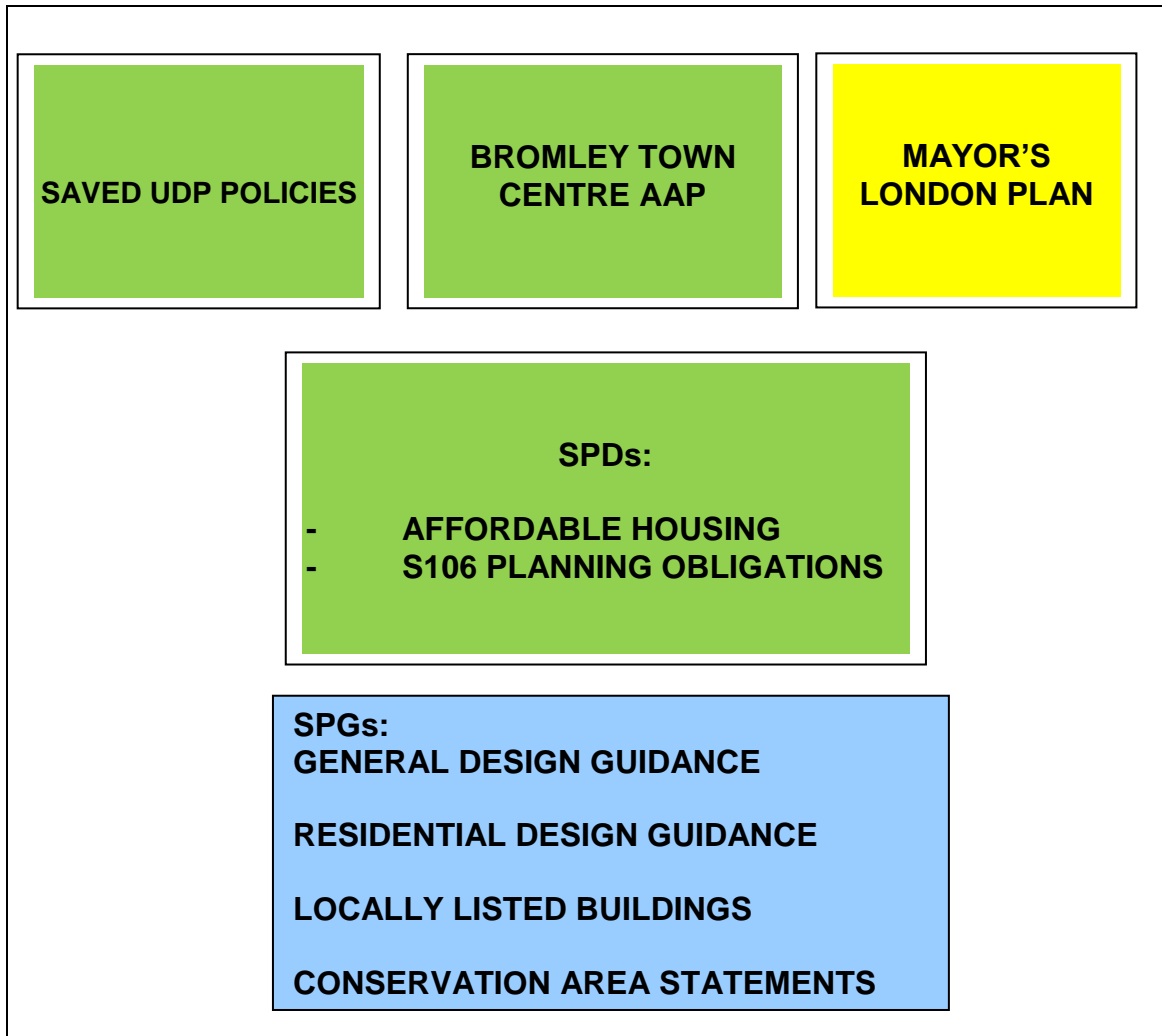 SAVED UDP POLICIES
BROMLEY TOWN
CENTRE AAP
MAYOR’S
LONDON PLAN
SPDs:
- AFFORDABLE HOUSING
- S106 PLANNING OBLIGATIONS
SPGs:
GENERAL DESIGN GUIDANCE
RESIDENTIAL DESIGN GUIDANCE
LOCALLY LISTED BUILDINGS
CONSERVATION AREA STATEMENTS